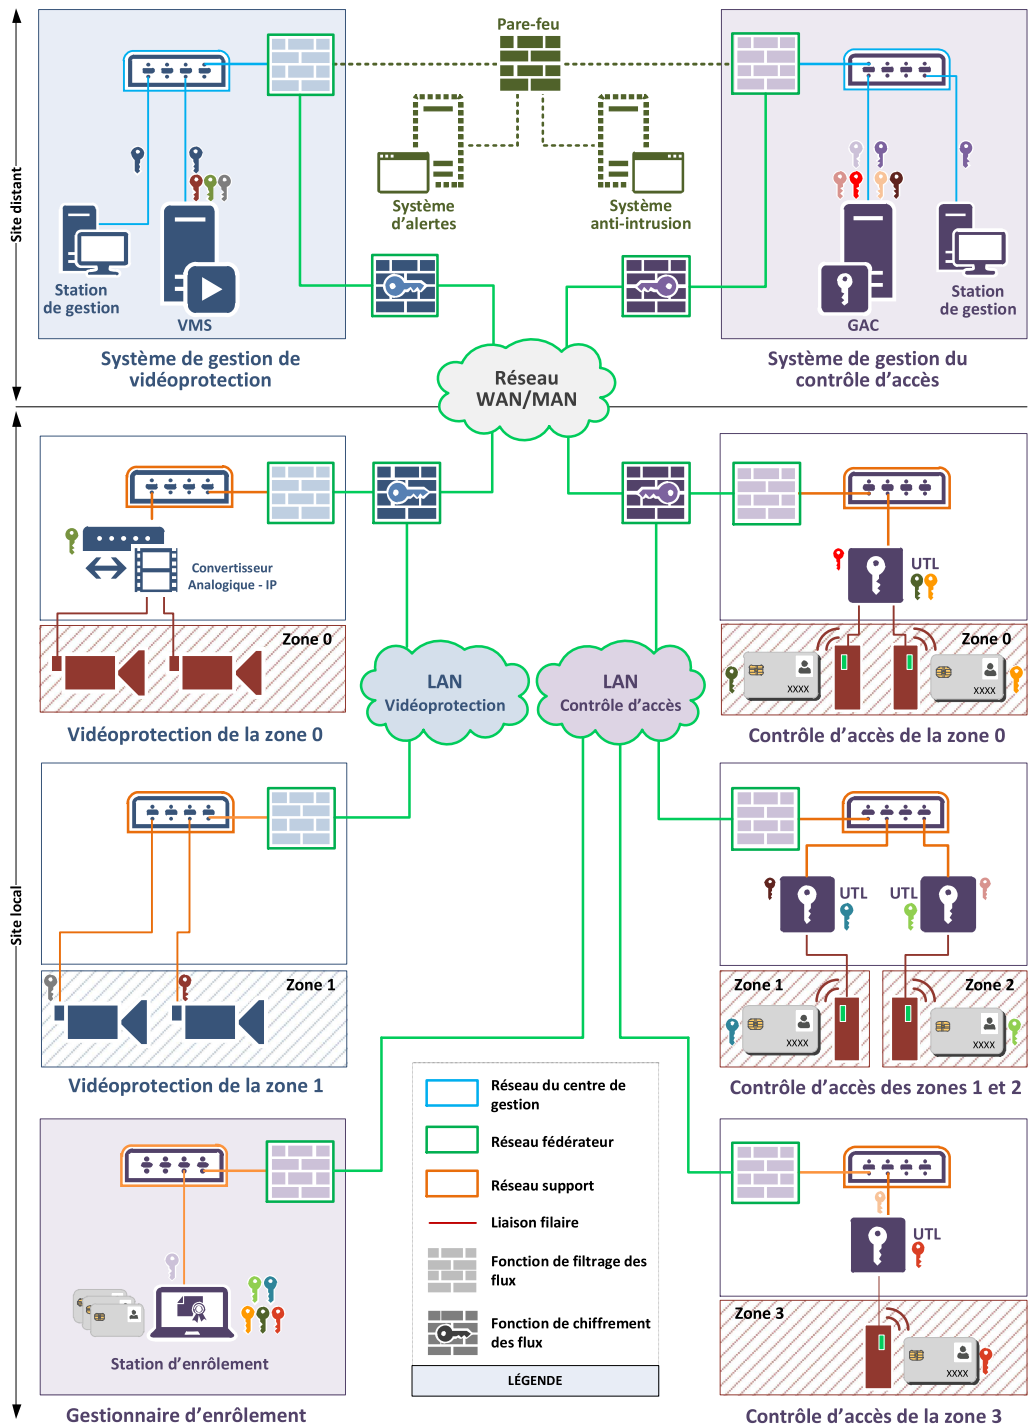 Pare-feu
Site distant
Système
d'alertes
Système
anti-intrusion
Station
de gestion
VMS
GAC
Station
de gestion
Système de gestion de
vidéoprotection
Système de gestion du
contrôle d'accès
Réseau
WAN/MAN
Site local
Convertisseur
Analogique - IP
UTL
Zone 0
Zone 0
XXXX
XXXX
Vidéoprotection de la zone 0
LAN
Vidéoprotection
LAN
Contrôle d'accès
Contrôle d'accès de la zone 0
UTL
UTL
Zone 1
Zone 1
Zone 2
XXXX
XXXX
Vidéoprotection de la zone 1
Contrôle d'accès des zones 1 et 2
Réseau du centre de
gestion
Réseau fédérateur
Réseau support
Liaison filaire
Fonction de filtrage des
flux
Fonction de chiffrement
des flux
LÉGENDE
UTL
Zone 3
XXXX
Station d'enrôlement
Gestionnaire d'enrôlement
Contrôle d'accès de la zone 3